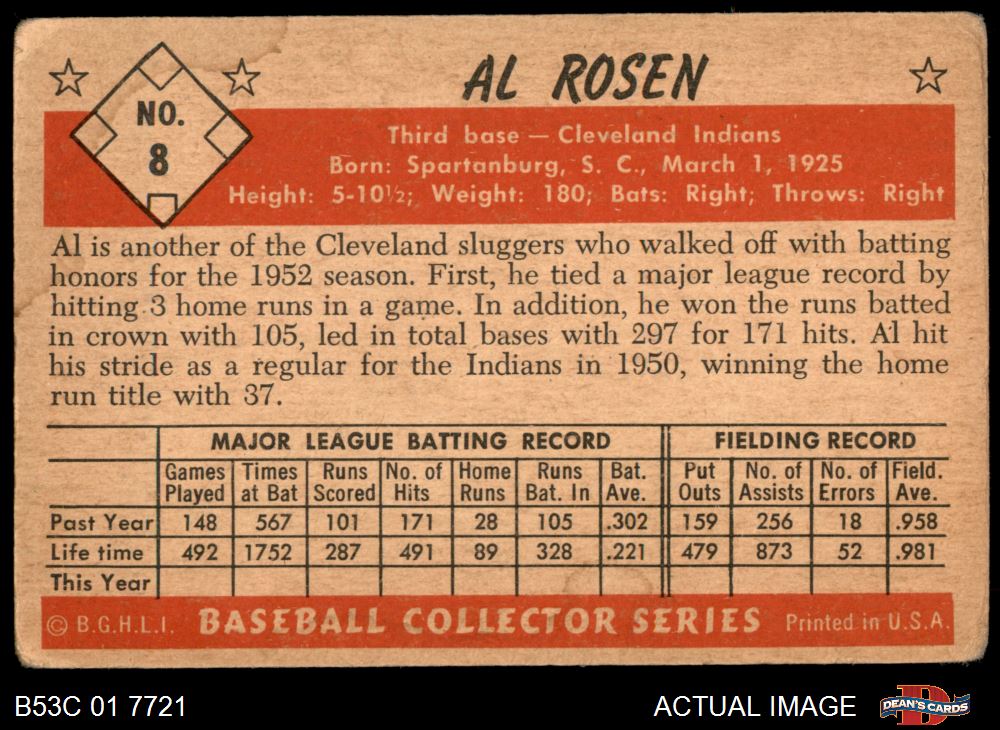 AL ROSEN
NO.
8
Third base — Cleveland Indians
Born: Spartanburg, S. C., March 1, 1925
Height: 5-10½; Weight: 180; Bats: Right; Throws: Right
Al is another of the Cleveland sluggers who walked off with batting
honors for the 1952 season. First, he tied a major league record by
hitting 3 home runs in a game. In addition, he won the runs batted
in crown with 105, led in total bases with 297 for 171 hits. Al hit
his stride as a regular for the Indians in 1950, winning the home
run title with 37.
MAJOR LEAGUE BATTING RECORD FIELDING RECORD
Games Times Runs No. of Home Runs Bat. Put No. of No. of Field.
Played at Bat Scored Hits Runs Bat. In Ave. Outs Assists Errors Ave.
Past Year 148 567 101 171 28 105 .302 159 256 18 .958
Life time 492 1752 287 491 89 328 .221 479 873 52 .981
This Year
© B.G.H.L.I. BASEBALL COLLECTOR SERIES Printed in U.S.A.
B53C 01 7721 ACTUAL IMAGE DEAN'S CARDS